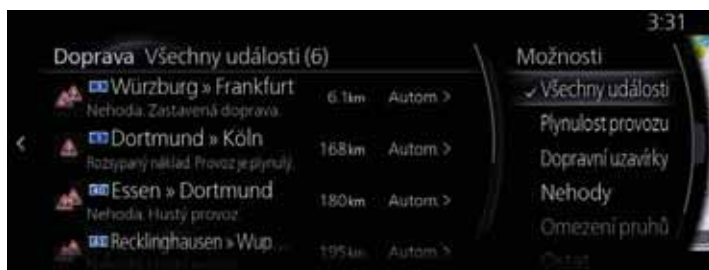 3:31
Doprava Všechny události (6)
Würzburg » Frankfurt
6.1km Autom >
Nehoda. Zastavená doprava.
Dortmund » Köln
168km Autom >
Rozsypaný náklad. Provoz je plynulý.
Essen » Dortmund
180km Autom >
Nehoda. Hustý provoz.
Recklinghausen » Wup...
195km Autom >
Možnosti
✓ Všechny události
Plynulost provozu
Dopravní uzavírky
Nehody
Omezení pruhů